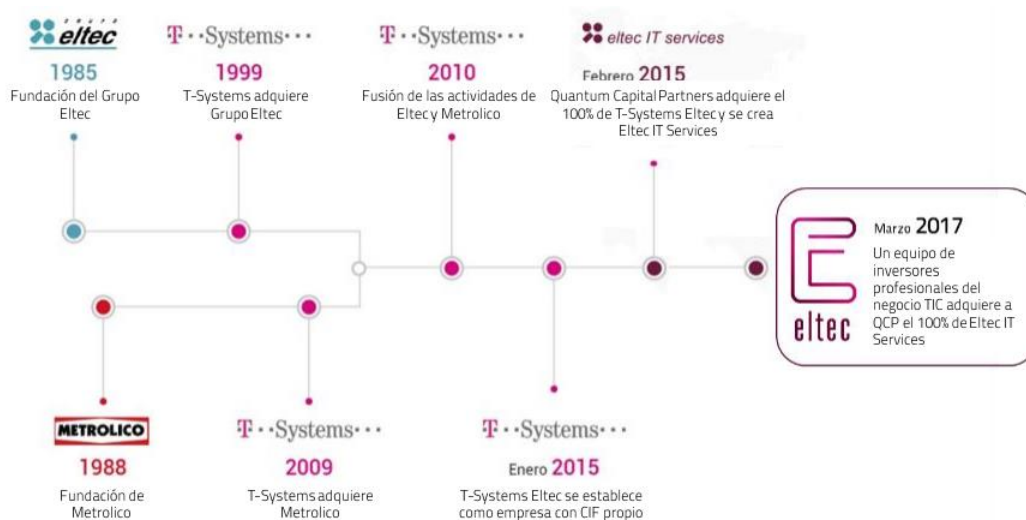 GRUPO
eltec
1985
Fundación del Grupo
Eltec
T··Systems···
1999
T-Systems adquiere
Grupo Eltec
T··Systems···
2010
Fusión de las actividades de
Eltec y Metrolico
eltec IT services
Febrero 2015
Quantum Capital Partners adquiere el
100% de T-Systems Eltec y se crea
Eltec IT Services
eltec
Marzo 2017
Un equipo de
inversores
profesionales del
negocio TIC adquiere a
QCP el 100% de Eltec IT
Services
METROLICO
1988
Fundación de
Metrolico
T··Systems···
2009
T-Systems adquiere
Metrolico
T··Systems···
Enero 2015
T-Systems Eltec se establece
como empresa con CIF propio